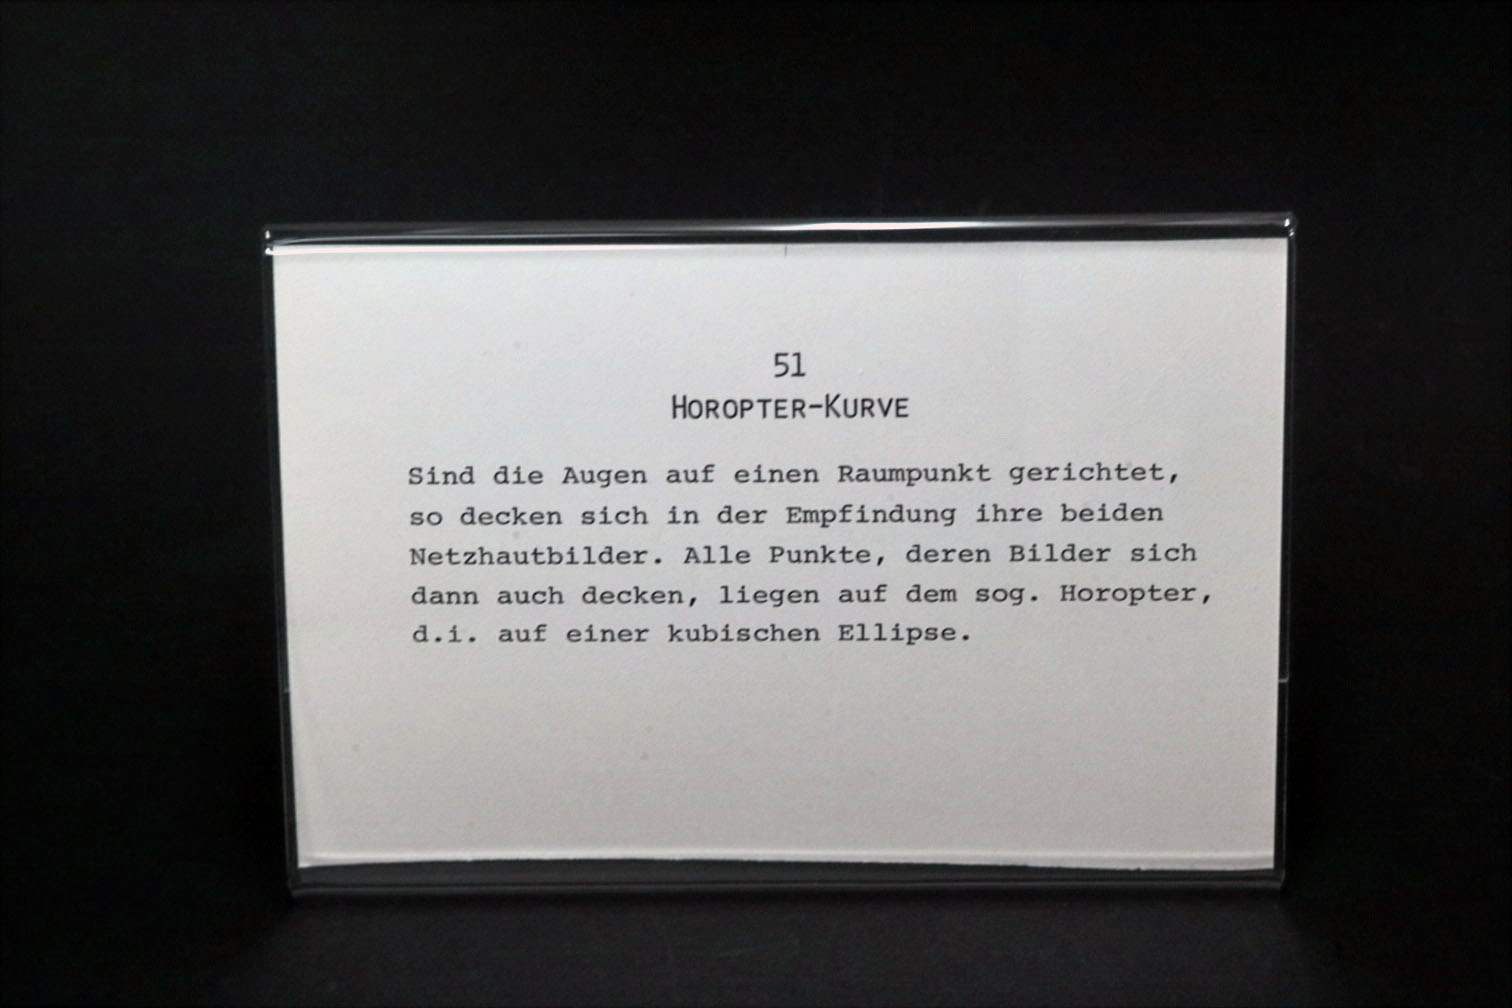 51
HOROPTER-KURVE
Sind die Augen auf einen Raumpunkt gerichtet,
so decken sich in der Empfindung ihre beiden
Netzhautbilder. Alle Punkte, deren Bilder sich
dann auch decken, liegen auf dem sog. Horopter,
d.i. auf einer kubischen Ellipse.